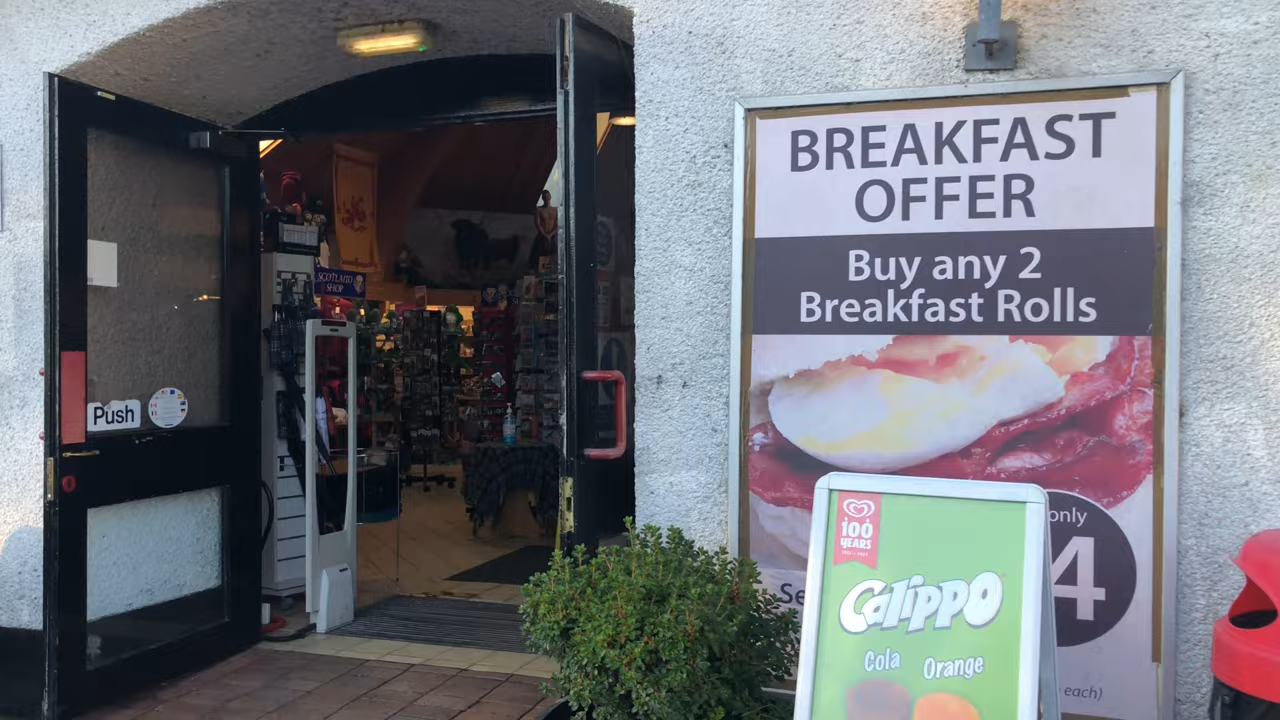 BREAKFAST
OFFER
Buy any 2
Breakfast Rolls
only
4
each)
100
YEARS
Calippo
Cola Orange
Push
SCOTLAND
SHOP